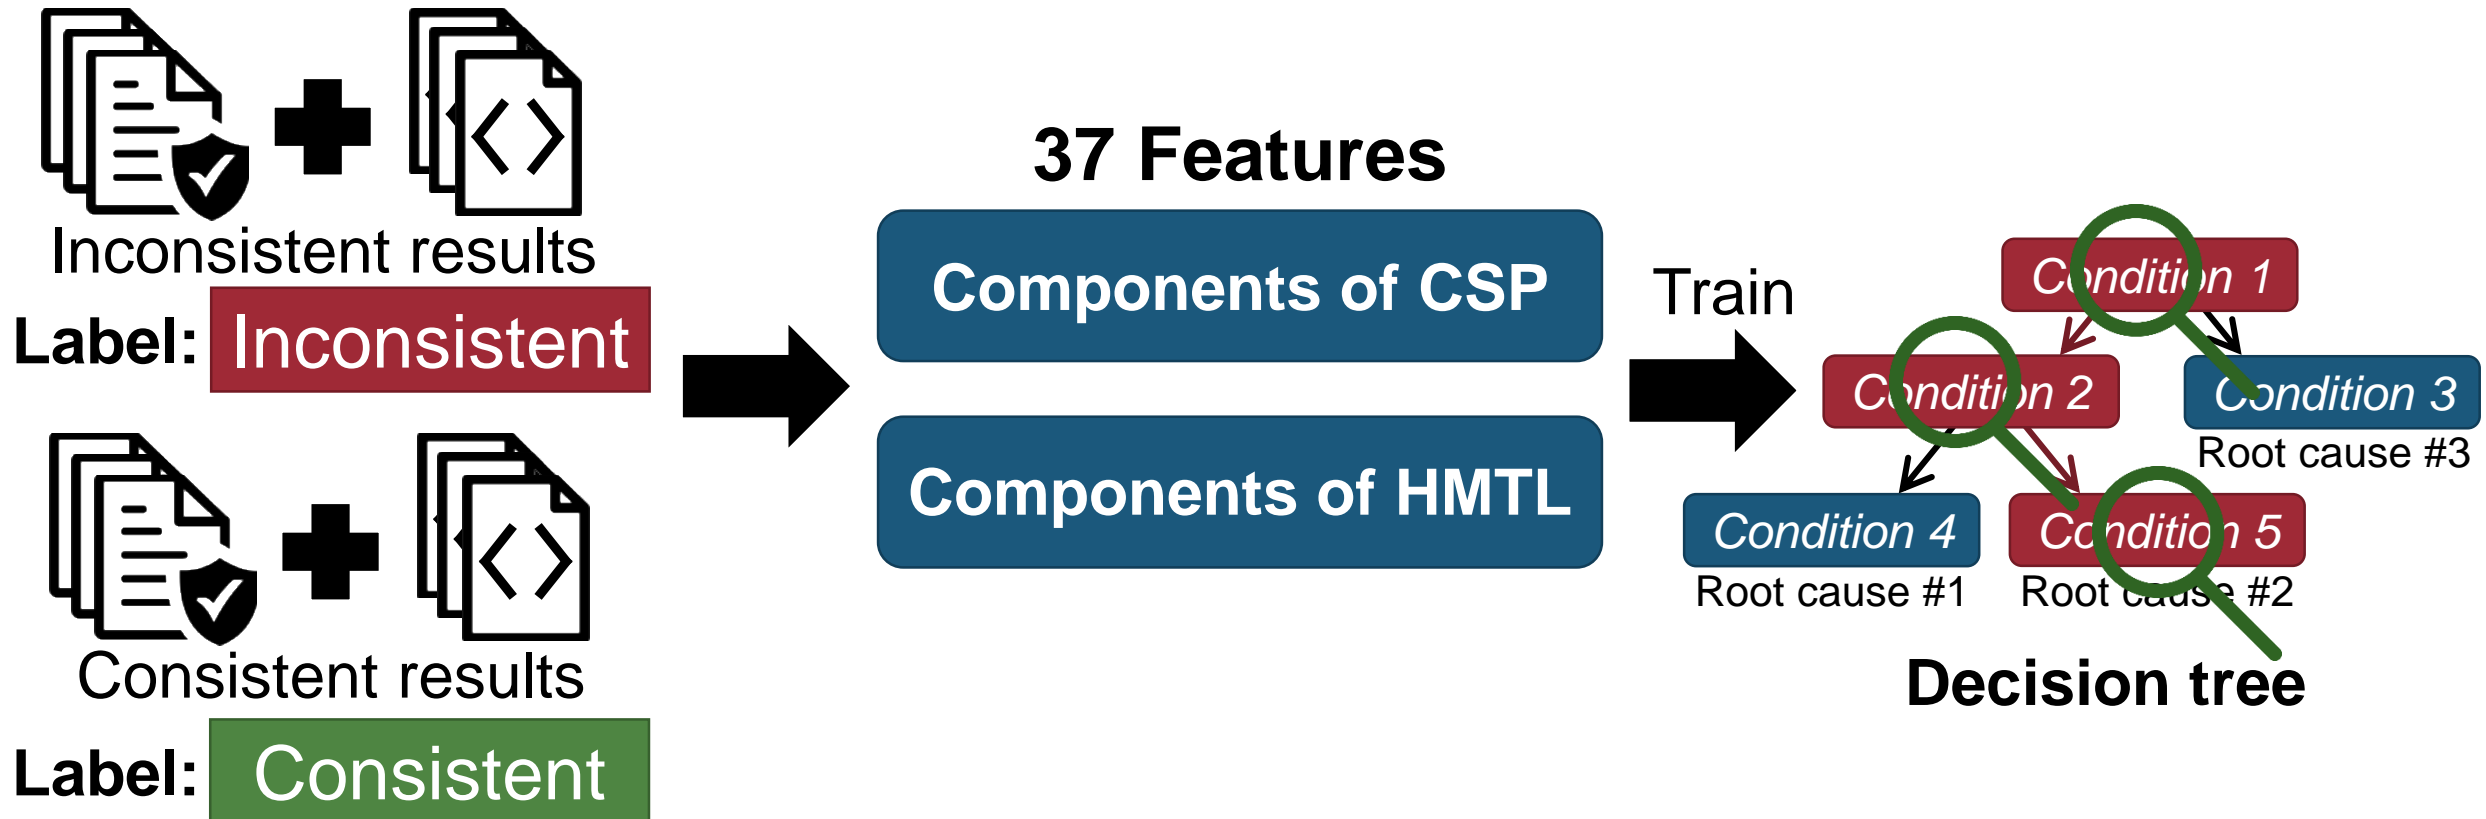 Inconsistent results
Label: Inconsistent
Consistent results
Label: Consistent
37 Features
Components of CSP
Components of HMTL
Train
Condition 1
Condition 2
Condition 3
Root cause #3
Condition 4
Condition 5
Root cause #1
Root cause #2
Decision tree